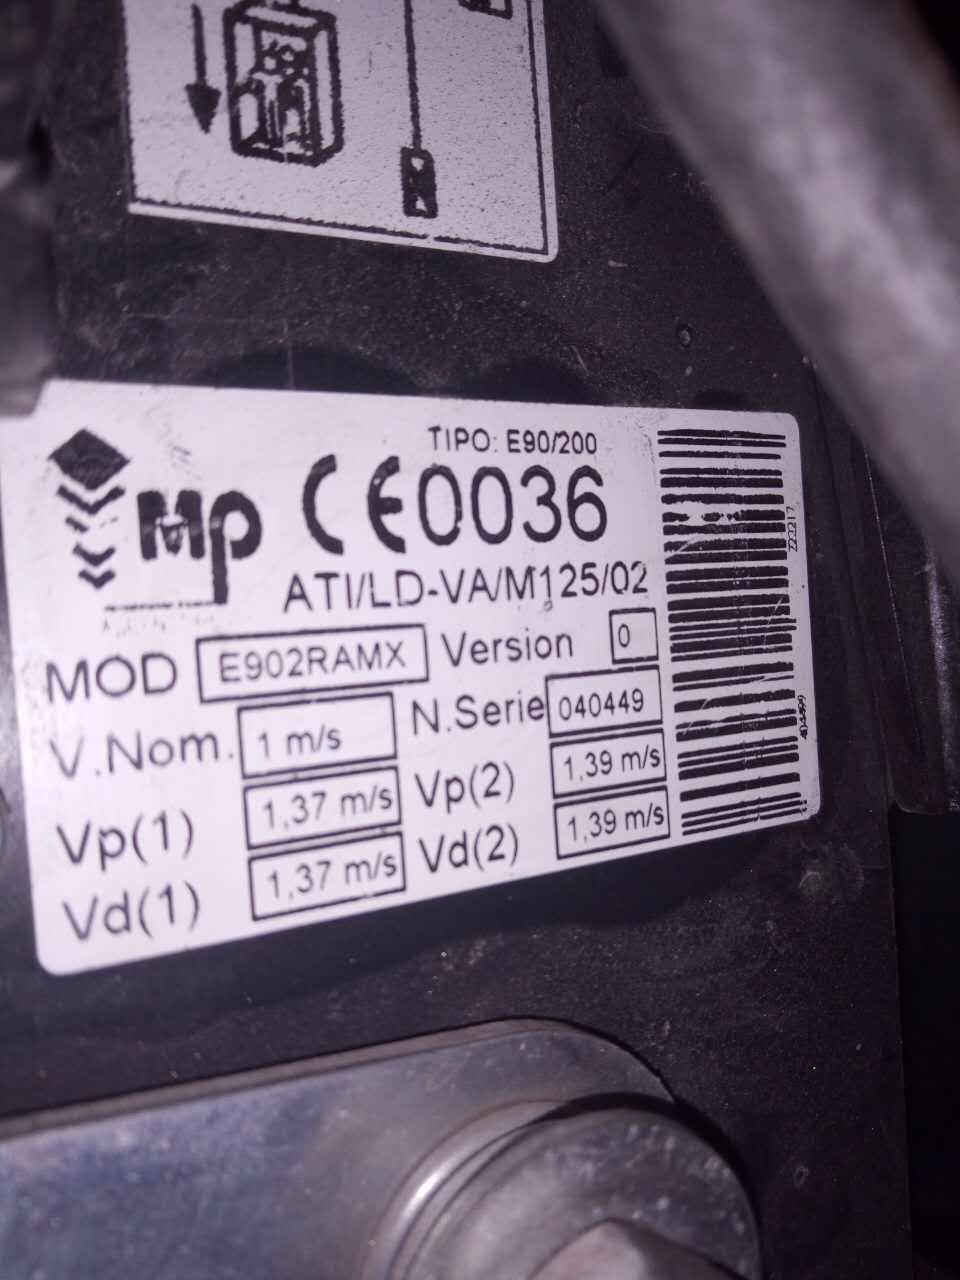 TIPO: E90/200
MP CE0036
ATI/LD-VA/M125/02
MOD E902RAMX Version 0
V.Nom. 1 m/s N.Serie 040449
Vp(1) 1,37 m/s Vp(2) 1,39 m/s
Vd(1) 1,37 m/s Vd(2) 1,39 m/s